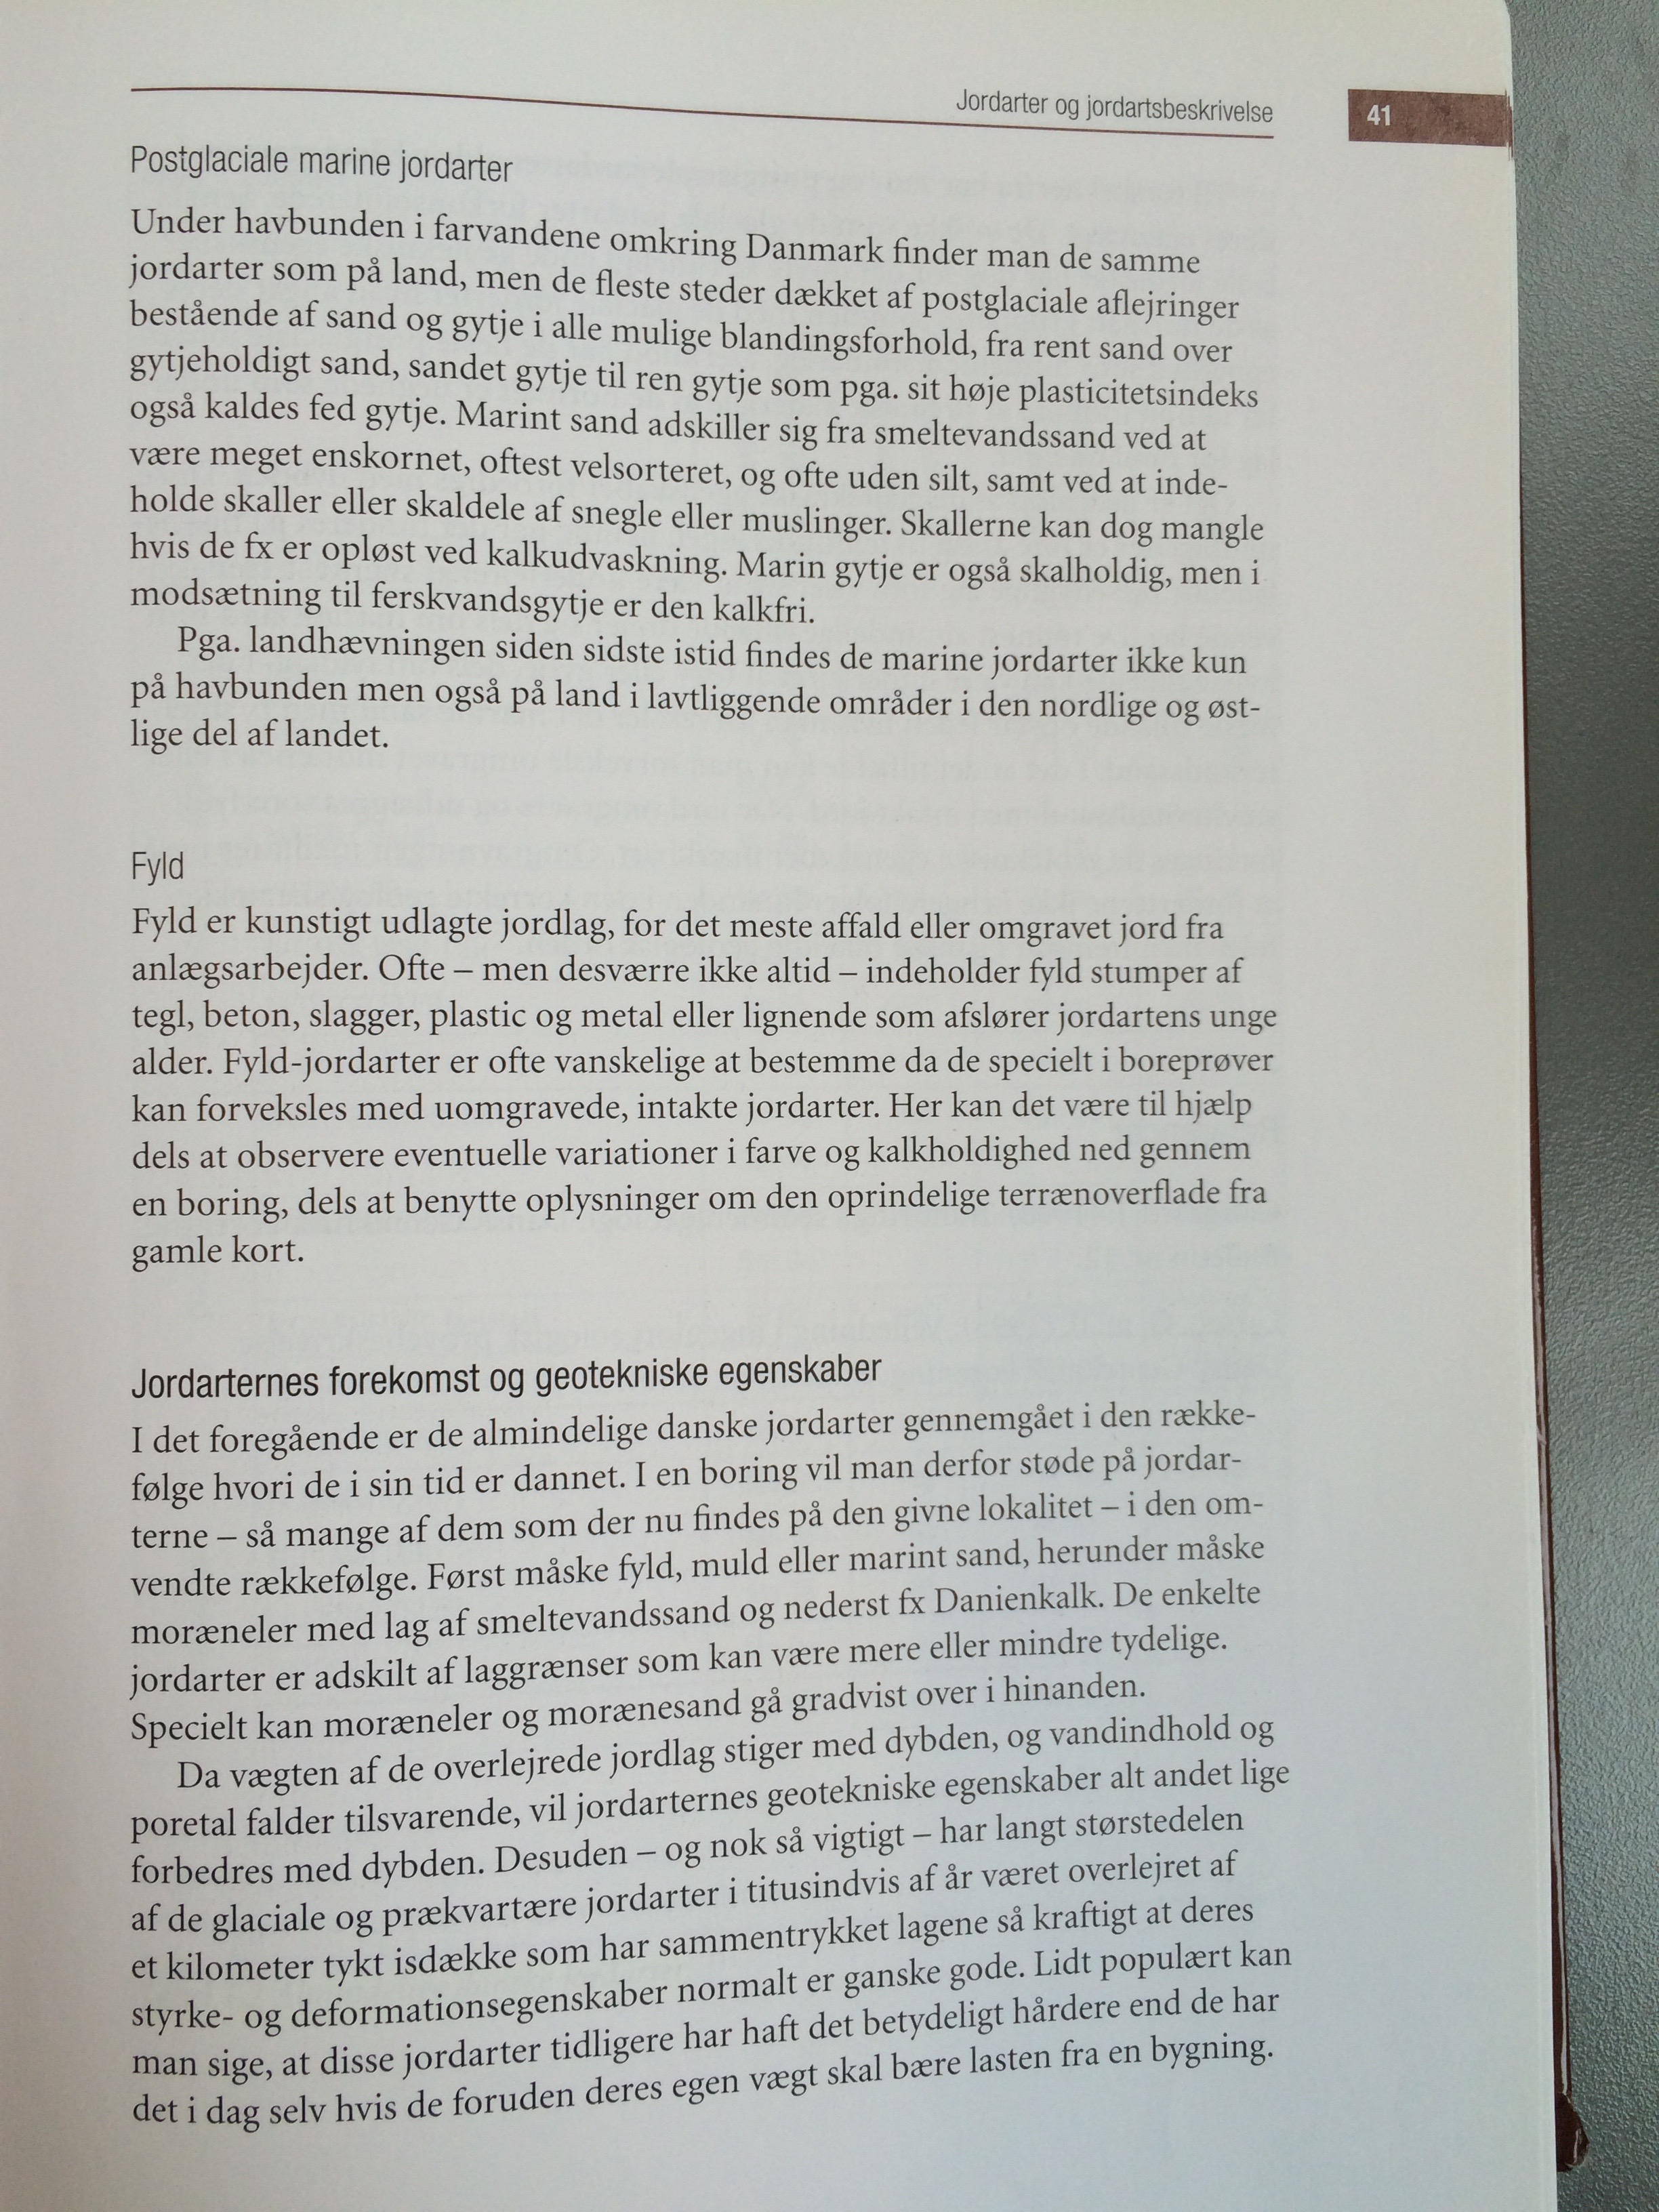 Jordarter og jordartsbeskrivelse
41
Postglaciale marine jordarter
Under havbunden i farvandene omkring Danmark finder man de samme
jordarter som på land, men de fleste steder dækket af postglaciale aflejringer
bestående af sand og gytje i alle mulige blandingsforhold, fra rent sand over
gytjeholdigt sand, sandet gytje til ren gytje som pga. sit høje plasticitetsindeks
også kaldes fed gytje. Marint sand adskiller sig fra smeltevandssand ved at
være meget enskornet, oftest velsorteret, og ofte uden silt, samt ved at inde-
holde skaller eller skaldele af snegle eller muslinger. Skallerne kan dog mangle
hvis de fx er opløst ved kalkudvaskning. Marin gytje er også skalholdig, men i
modsætning til ferskvandsgytje er den kalkfri.
Pga. landhævningen siden sidste istid findes de marine jordarter ikke kun
på havbunden men også på land i lavtliggende områder i den nordlige og øst-
lige del af landet.
Fyld
Fyld er kunstigt udlagte jordlag, for det meste affald eller omgravet jord fra
anlægsarbejder. Ofte – men desværre ikke altid – indeholder fyld stumper af
tegl, beton, slagger, plastic og metal eller lignende som afslører jordartens unge
alder. Fyld-jordarter er ofte vanskelige at bestemme da de specielt i boreprøver
kan forveksles med uomgravede, intakte jordarter. Her kan det være til hjælp
dels at observere eventuelle variationer i farve og kalkholdighed ned gennem
en boring, dels at benytte oplysninger om den oprindelige terrænoverflade fra
gamle kort.
Jordarternes forekomst og geotekniske egenskaber
I det foregående er de almindelige danske jordarter gennemgået i den række-
følge hvori de i sin tid er dannet. I en boring vil man derfor støde på jordar-
terne – så mange af dem som der nu findes på den givne lokalitet – i den om-
vendte rækkefølge. Først måske fyld, muld eller marint sand, herunder måske
moræneler med lag af smeltevandssand og nederst fx Danienkalk. De enkelte
jordarter er adskilt af laggrænser som kan være mere eller mindre tydelige.
Specielt kan moræneler og morænesand gå gradvist over i hinanden.
Da vægten af de overlejrede jordlag stiger med dybden, og vandindhold og
poretal falder tilsvarende, vil jordarternes geotekniske egenskaber alt andet lige
forbedres med dybden. Desuden – og nok så vigtigt – har langt størstedelen
af de glaciale og prækvartære jordarter i titusindvis af år været overlejret af
et kilometer tykt isdække som har sammentrykket lagene så kraftigt at deres
styrke- og deformationsegenskaber normalt er ganske gode. Lidt populært kan
man sige, at disse jordarter tidligere har haft det betydeligt hårdere end de har
det i dag selv hvis de foruden deres egen vægt skal bære lasten fra en bygning.